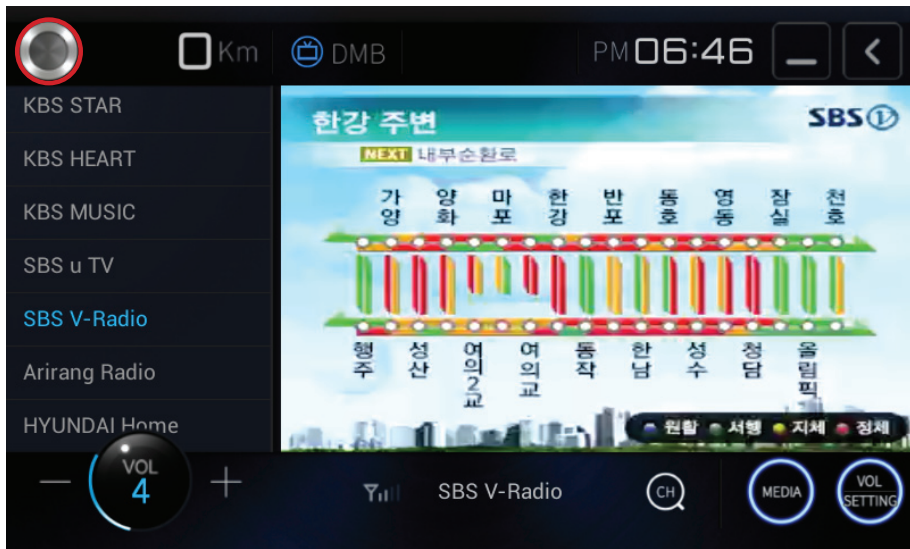 0 Km
DMB
PM 06:46
KBS STAR
KBS HEART
KBS MUSIC
SBS u TV
SBS V-Radio
Arirang Radio
HYUNDAI Home
한강 주변
SBS V
NEXT 내부순환로
가양 양화 마포 한강 반포 동호 영동 잠실 천호
행주 성산 여의2교 여의교 동작 한남 성수 청담 올림픽
원활 서행 지체 정체
VOL
4
SBS V-Radio
CH
MEDIA
VOL
SETTING